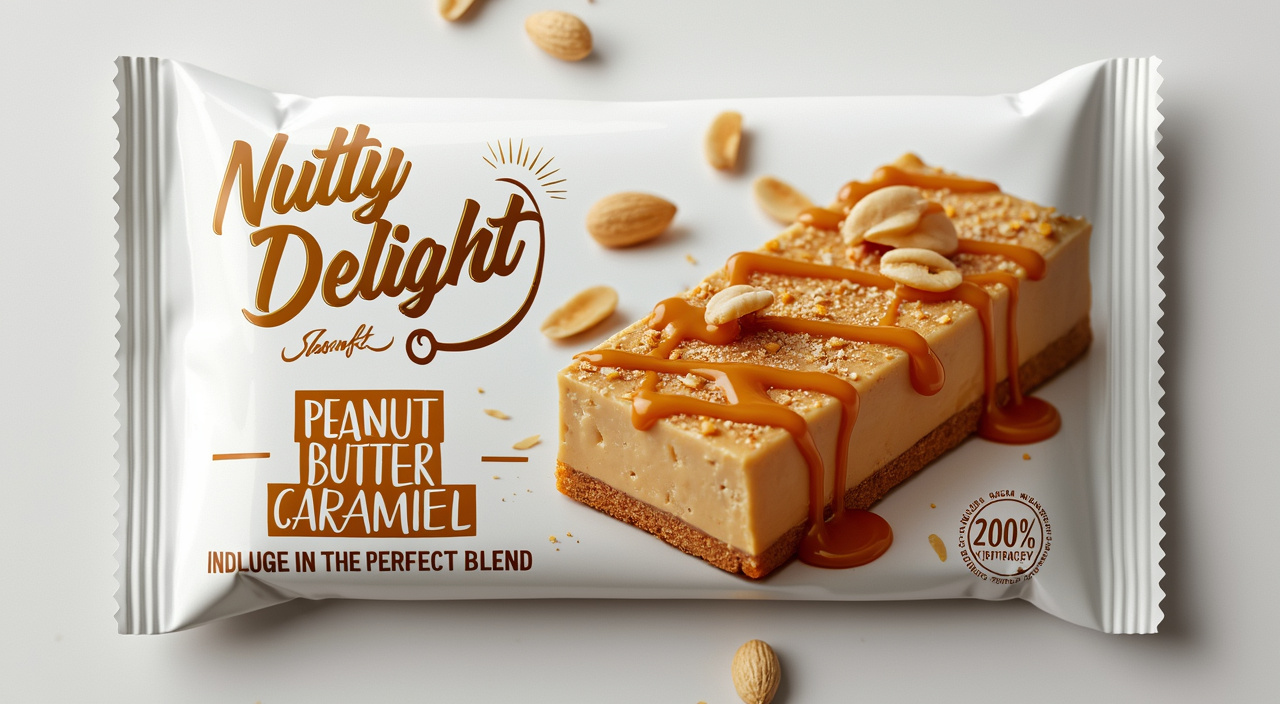 Nutty
Delight
PEANUT
BUTTER
CARAMIEL
INDLUGE IN THE PERFECT BLEND
200%